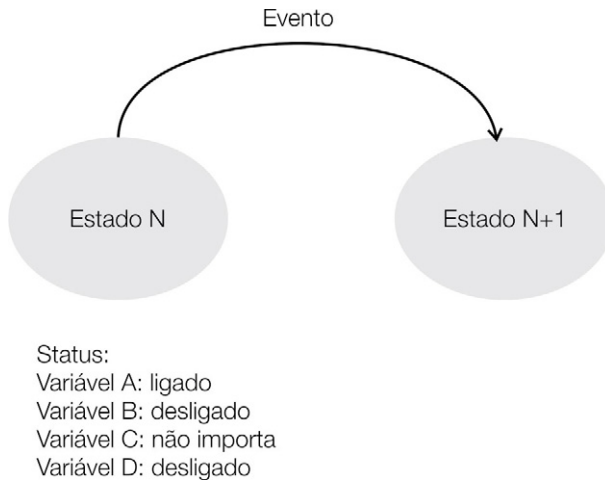 Evento
Estado N
Estado N+1
Status:
Variável A: ligado
Variável B: desligado
Variável C: não importa
Variável D: desligado